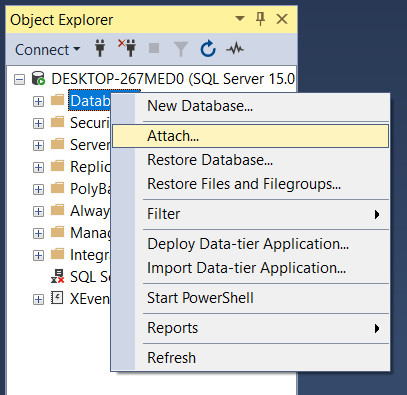 Object Explorer
Connect
DESKTOP-267MED0 (SQL Server 15.0
Datab
New Database...
Securi
Attach...
Server
Restore Database...
Replic
Restore Files and Filegroups...
PolyBa
Alway
Filter
Manag
Deploy Data-tier Application...
Integr
Import Data-tier Application...
SQL Se
XEven
Start PowerShell
Reports
Refresh